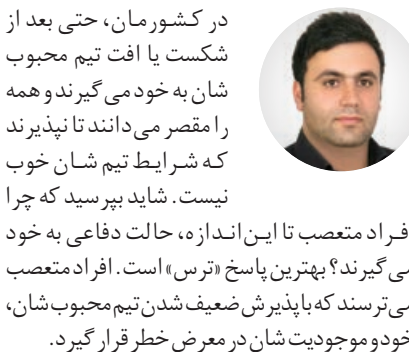 در کشورمان، حتی بعد از
شکست یا افت تیم محبوب
شان به خود می گیرند و همه
را مقصر می دانند تا نپذیرند
که شرایط تیم شان خوب
نیست. شاید بپرسید که چرا
افراد متعصب تا این اندازه، حالت دفاعی به خود
می گیرند؟ بهترین پاسخ «ترس» است. افراد متعصب
می ترسند که با پذیرش ضعیف شدن تیم محبوب شان،
خود و موجودیت شان در معرض خطر قرار گیرد.